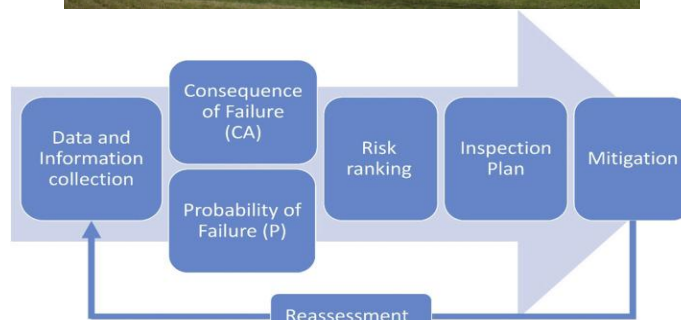 Data and
Information
collection
Consequence
of Failure
(CA)
Probability of
Failure (P)
Risk
ranking
Inspection
Plan
Mitigation
Reassessment